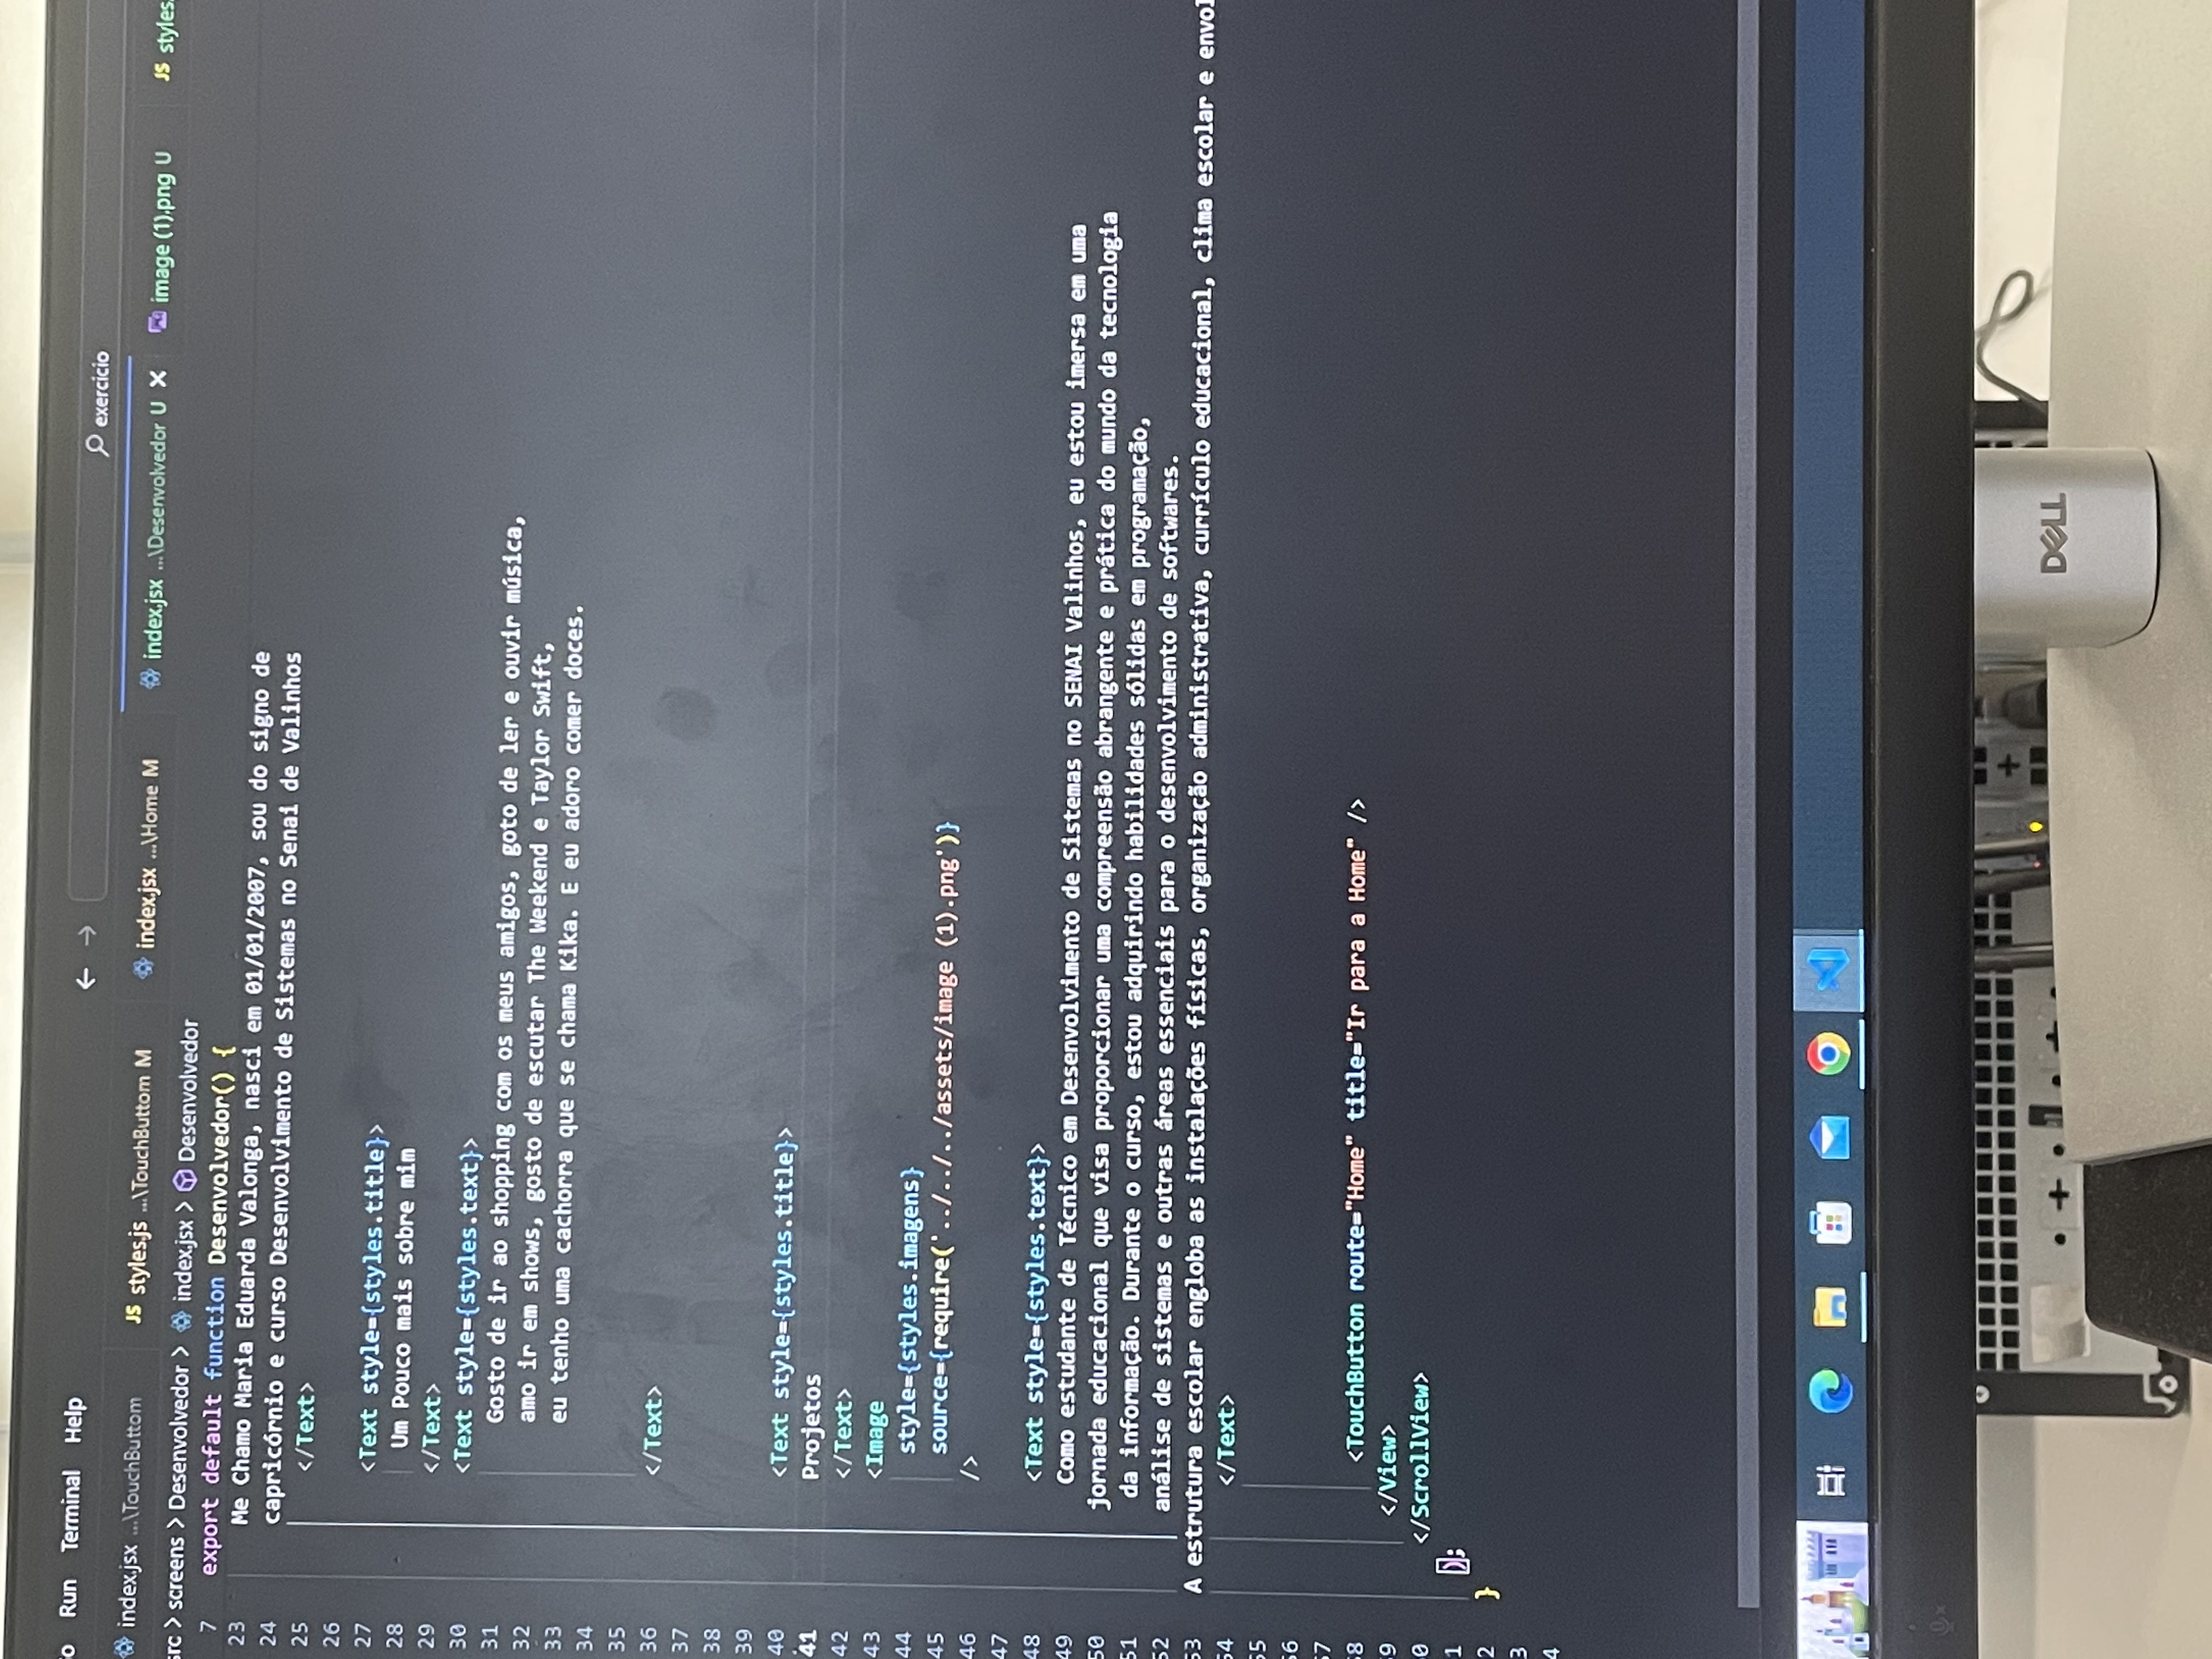 Run Terminal Help
exercicio
index.jsx ...\TouchButtom
JS styles.js ...\TouchButtom M
index.jsx ...\Home M
index.jsx ...\Desenvolvedor U
image (1).png U
JS styles.
src > screens > Desenvolvedor > index.jsx > Desenvolvedor
7 export default function Desenvolvedor() {
23 Me Chamo Maria Eduarda Valonga, nasci em 01/01/2007, sou do signo de
24 capricórnio e curso Desenvolvimento de Sistemas no Senai de Valinhos
25 </Text>
26
27 <Text style={styles.title}>
28 Um Pouco mais sobre mim
29 </Text>
30 <Text style={styles.text}>
31 Gosto de ir ao shopping com os meus amigos, goto de ler e ouvir música,
32 amo ir em shows, gosto de escutar The Weekend e Taylor Swift,
33 eu tenho uma cachorra que se chama Kika. E eu adoro comer doces.
34
35
36 </Text>
37
38
39
40 <Text style={styles.title}>
41 Projetos
42 </Text>
43 <Image
44 style={styles.imagens}
45 source={require('../../../assets/image (1).png')}
46 />
47
48 <Text style={styles.text}>
49 Como estudante de Técnico em Desenvolvimento de Sistemas no SENAI Valinhos, eu estou imersa em uma
50 jornada educacional que visa proporcionar uma compreensão abrangente e prática do mundo da tecnologia
51 da informação. Durante o curso, estou adquirindo habilidades sólidas em programação,
52 análise de sistemas e outras áreas essenciais para o desenvolvimento de softwares.
53 A estrutura escolar engloba as instalações físicas, organização administrativa, currículo educacional, clima escolar e envol
54 </Text>
55
56
57
8 <TouchButton route="Home" title="Ir para a Home" />
9 </View>
0 </ScrollView>
1 );
2 }
3
4
DELL